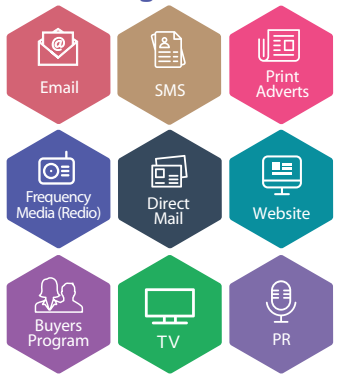 Email
SMS
Print
Adverts
Frequency
Media (Redio)
Direct
Mail
Website
Buyers
Program
TV
PR